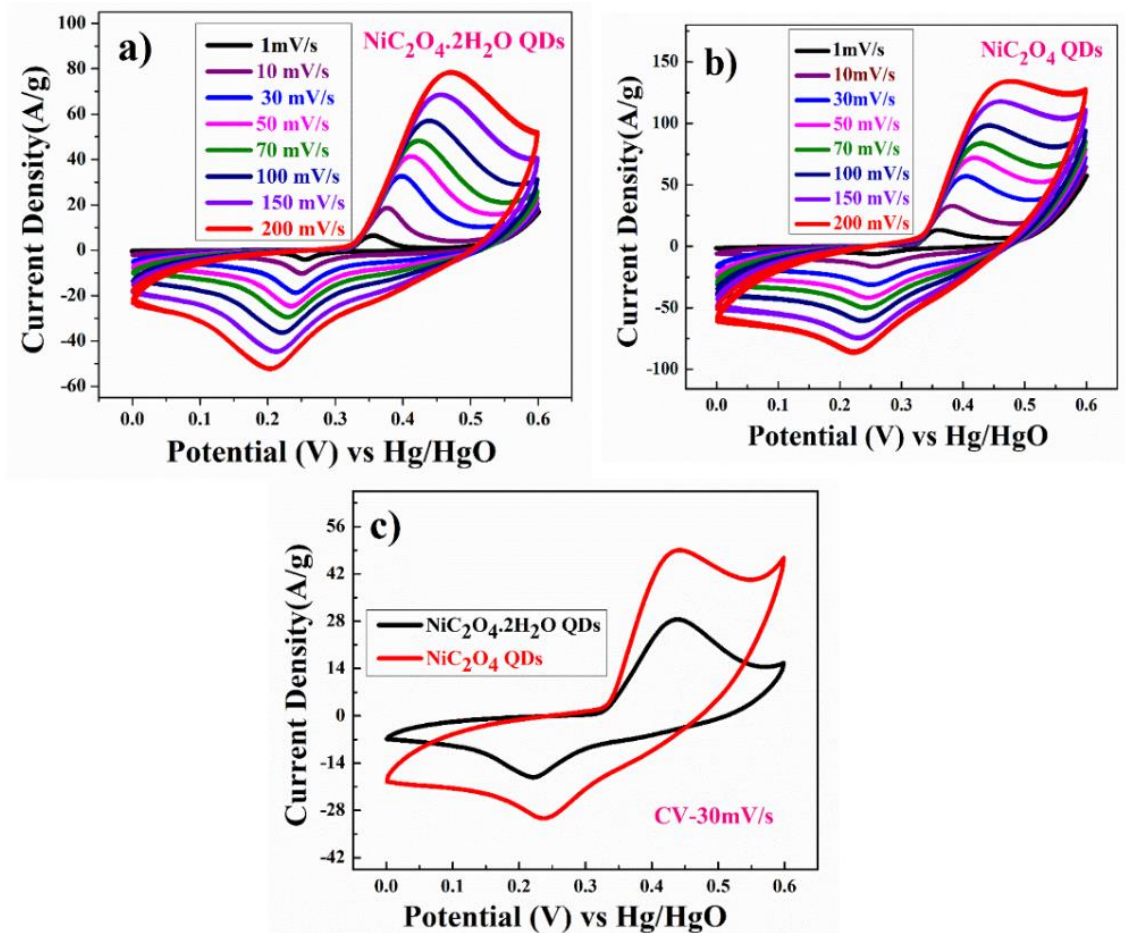 a)
NiC2O4.2H2O QDs
1mV/s
10 mV/s
30 mV/s
50 mV/s
70 mV/s
100 mV/s
150 mV/s
200 mV/s
100
80
60
40
20
0
-20
-40
-60
Current Density(A/g)
0.0 0.1 0.2 0.3 0.4 0.5 0.6
Potential (V) vs Hg/HgO
b)
NiC2O4 QDs
1mV/s
10mV/s
30mV/s
50 mV/s
70 mV/s
100 mV/s
150 mV/s
200 mV/s
150
100
50
0
-50
-100
Current Density(A/g)
0.0 0.1 0.2 0.3 0.4 0.5 0.6
Potential (V) vs Hg/HgO
c)
NiC2O4.2H2O QDs
NiC2O4 QDs
CV-30mV/s
56
42
28
14
0
-14
-28
-42
Current Density(A/g)
0.0 0.1 0.2 0.3 0.4 0.5 0.6
Potential (V) vs Hg/HgO